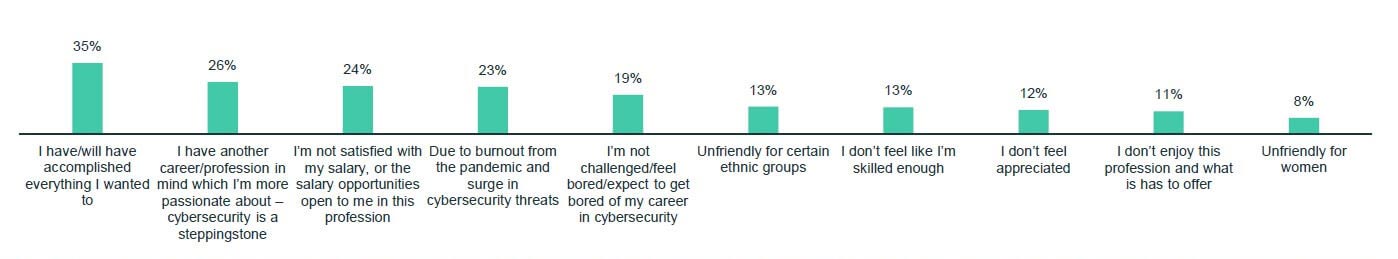 35%
26%
24%
23%
19%
13%
13%
12%
11%
8%
I have/will have
accomplished
everything I wanted
to
I have another
career/profession in
mind which I'm more
passionate about –
cybersecurity is a
steppingstone
I'm not satisfied with
my salary, or the
salary opportunities
open to me in this
profession
Due to burnout from
the pandemic and
surge in
cybersecurity threats
I'm not
challenged/feel
bored/expect to get
bored of my career
in cybersecurity
Unfriendly for certain
ethnic groups
I don't feel like I'm
skilled enough
I don't feel
appreciated
I don't enjoy this
profession and what
is has to offer
Unfriendly for
women